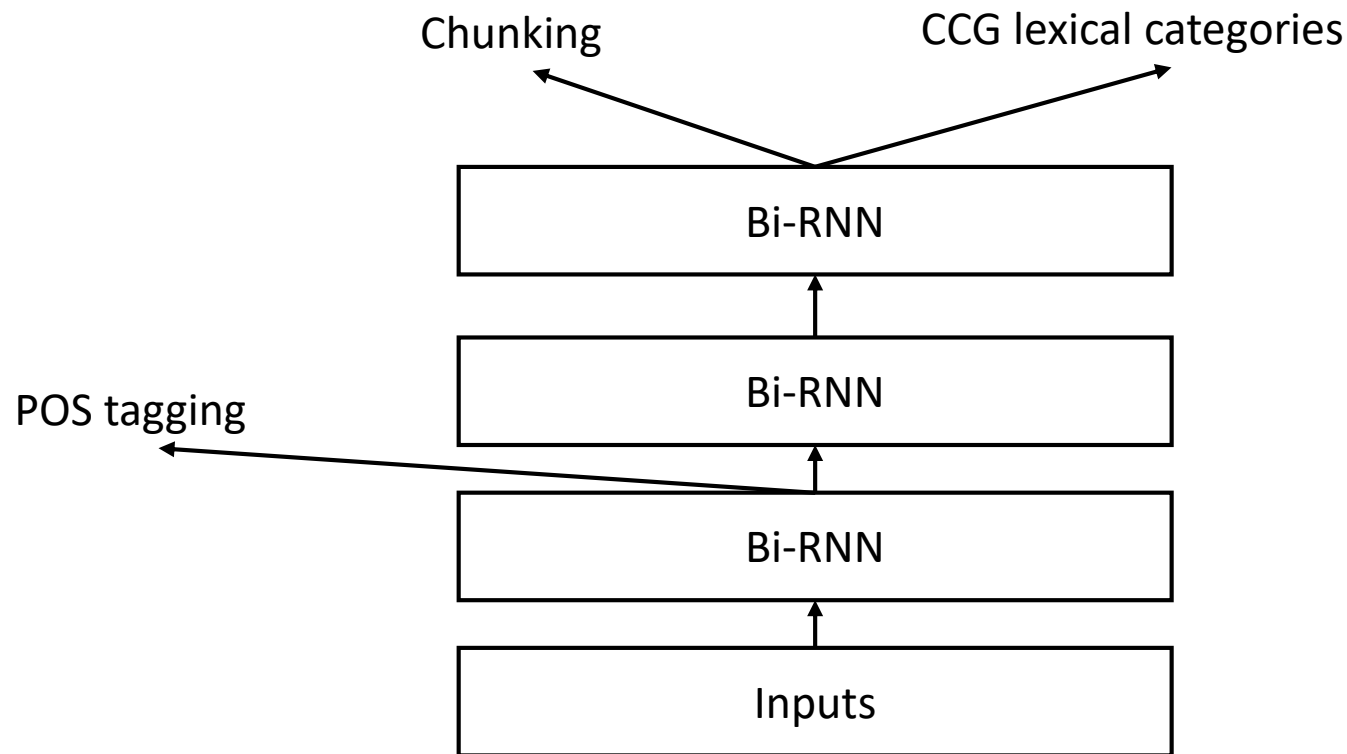 Chunking
CCG lexical categories
Bi-RNN
Bi-RNN
POS tagging
Bi-RNN
Inputs